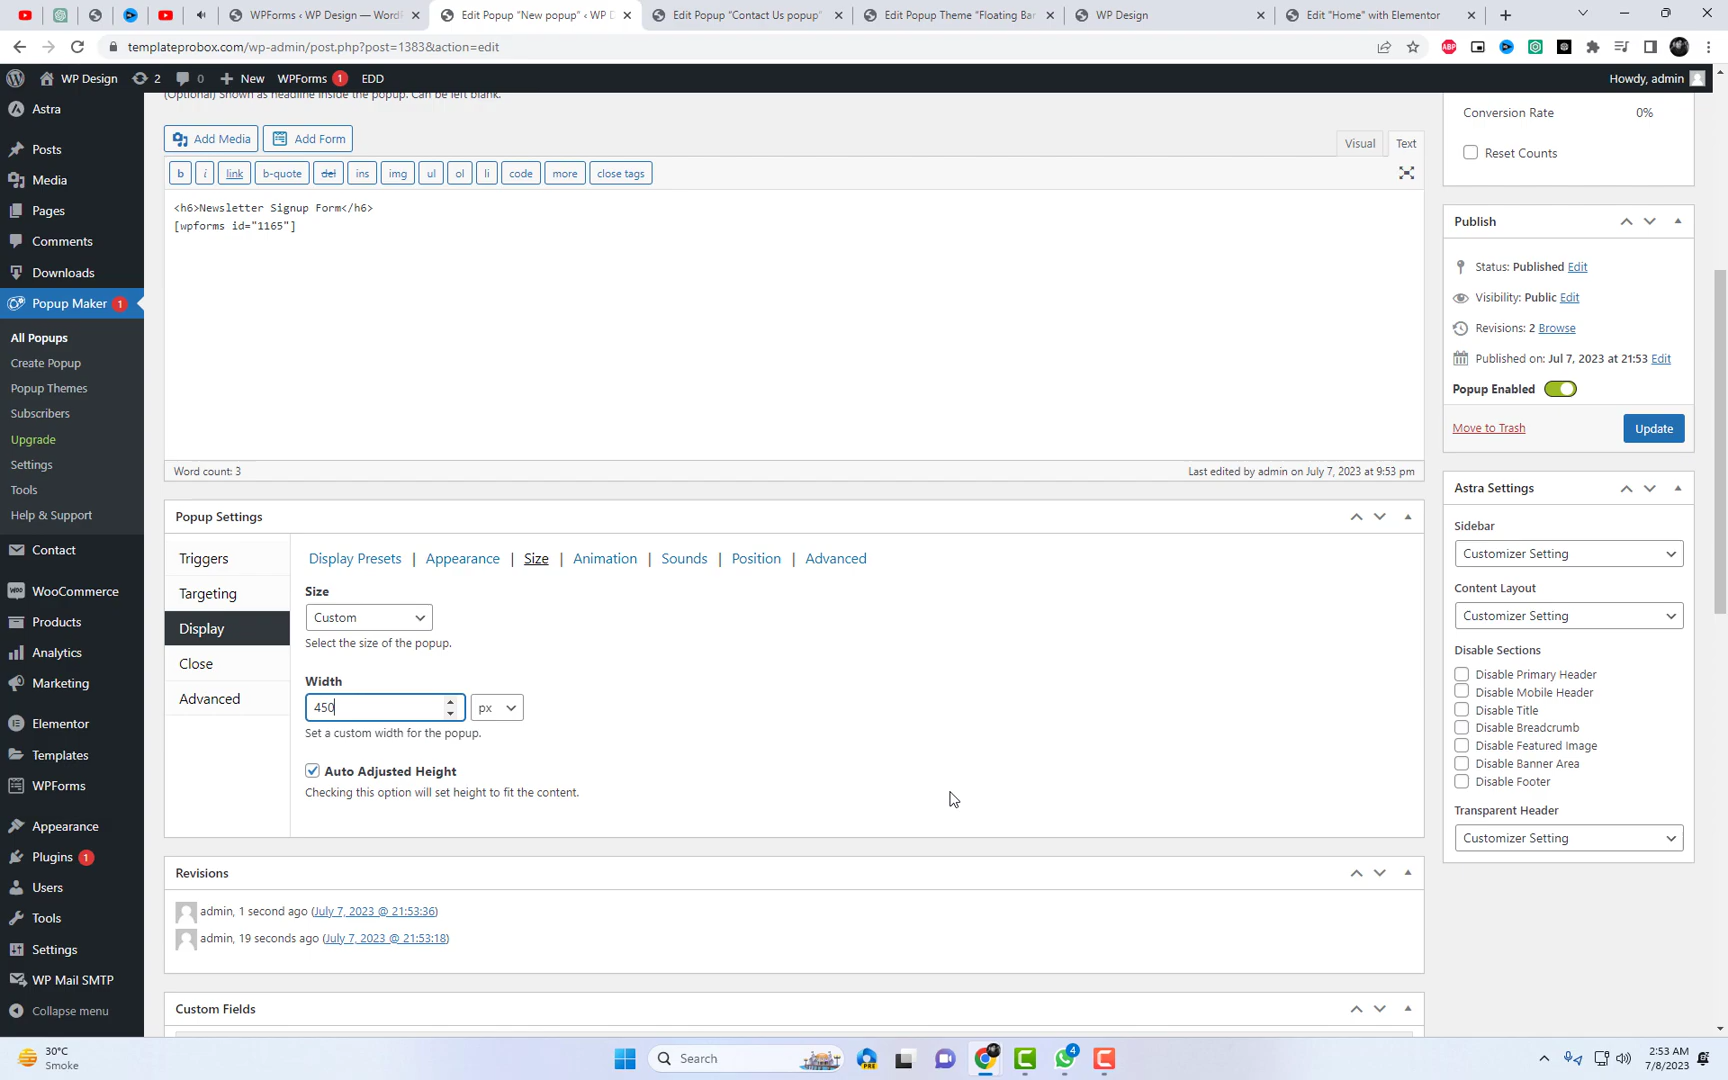 WPForms ‹ WP Design — WordP
Edit Popup "New popup" ‹ WP D
Edit Popup "Contact Us popup"
Edit Popup Theme "Floating Bar
WP Design
Edit "Home" with Elementor
templateprobox.com/wp-admin/post.php?post=1383&action=edit
WP Design
2
0
New
WPForms 1
EDD
Howdy, admin
Astra
Posts
Media
Pages
Comments
Downloads
Popup Maker 1
All Popups
Create Popup
Popup Themes
Subscribers
Upgrade
Settings
Tools
Help & Support
Contact
WooCommerce
Products
Analytics
Marketing
Elementor
Templates
WPForms
Appearance
Plugins 1
Users
Tools
Settings
WP Mail SMTP
Collapse menu
(Optional) Shown as headline inside the popup. Can be left blank.
Add Media
Add Form
Visual
Text
b i link b-quote del ins img ul ol li code more close tags
<h6>Newsletter Signup Form</h6>
[wpforms id="1165"]
Word count: 3
Last edited by admin on July 7, 2023 at 9:53 pm
Popup Settings
Triggers
Targeting
Display
Close
Advanced
Display Presets | Appearance | Size | Animation | Sounds | Position | Advanced
Size
Custom
Select the size of the popup.
Width
450
px
Set a custom width for the popup.
Auto Adjusted Height
Checking this option will set height to fit the content.
Revisions
admin, 1 second ago (July 7, 2023 @ 21:53:36)
admin, 19 seconds ago (July 7, 2023 @ 21:53:18)
Custom Fields
Conversion Rate 0%
Reset Counts
Publish
Status: Published Edit
Visibility: Public Edit
Revisions: 2 Browse
Published on: Jul 7, 2023 at 21:53 Edit
Popup Enabled
Move to Trash
Update
Astra Settings
Sidebar
Customizer Setting
Content Layout
Customizer Setting
Disable Sections
Disable Primary Header
Disable Mobile Header
Disable Title
Disable Breadcrumb
Disable Featured Image
Disable Banner Area
Disable Footer
Transparent Header
Customizer Setting
30°C
Smoke
Search
PRE
4
2:53 AM
7/8/2023